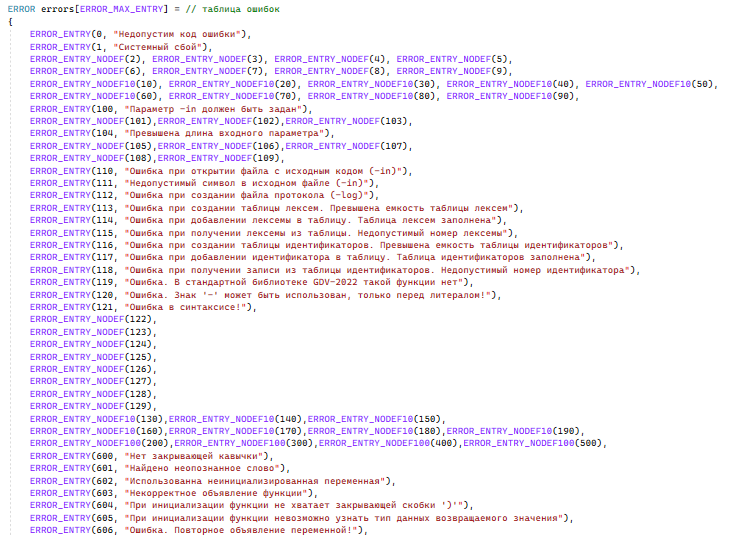 ERROR errors[ERROR_MAX_ENTRY] = // таблица ошибок
{
ERROR_ENTRY(0, "Недопустим код ошибки"),
ERROR_ENTRY(1, "Системный сбой"),
ERROR_ENTRY_NODEF(2), ERROR_ENTRY_NODEF(3), ERROR_ENTRY_NODEF(4), ERROR_ENTRY_NODEF(5),
ERROR_ENTRY_NODEF(6), ERROR_ENTRY_NODEF(7), ERROR_ENTRY_NODEF(8), ERROR_ENTRY_NODEF(9),
ERROR_ENTRY_NODEF10(10), ERROR_ENTRY_NODEF10(20), ERROR_ENTRY_NODEF10(30), ERROR_ENTRY_NODEF10(40), ERROR_ENTRY_NODEF10(50),
ERROR_ENTRY_NODEF10(60), ERROR_ENTRY_NODEF10(70), ERROR_ENTRY_NODEF10(80), ERROR_ENTRY_NODEF10(90),
ERROR_ENTRY(100, "Параметр -in должен быть задан"),
ERROR_ENTRY_NODEF(101),ERROR_ENTRY_NODEF(102),ERROR_ENTRY_NODEF(103),
ERROR_ENTRY(104, "Превышена длина входного параметра"),
ERROR_ENTRY_NODEF(105),ERROR_ENTRY_NODEF(106),ERROR_ENTRY_NODEF(107),
ERROR_ENTRY_NODEF(108),ERROR_ENTRY_NODEF(109),
ERROR_ENTRY(110, "Ошибка при открытии файла с исходным кодом (-in)"),
ERROR_ENTRY(111, "Недопустимый символ в исходном файле (-in)"),
ERROR_ENTRY(112, "Ошибка при создании файла протокола (-log)"),
ERROR_ENTRY(113, "Ошибка при создании таблицы лексем. Превышена емкость таблицы лексем"),
ERROR_ENTRY(114, "Ошибка при добавлении лексемы в таблицу. Таблица лексем заполнена"),
ERROR_ENTRY(115, "Ошибка при получении лексемы из таблицы. Недопустимый номер лексемы"),
ERROR_ENTRY(116, "Ошибка при создании таблицы идентификаторов. Превышена емкость таблицы идентификаторов"),
ERROR_ENTRY(117, "Ошибка при добавлении идентификатора в таблицу. Таблица идентификаторов заполнена"),
ERROR_ENTRY(118, "Ошибка при получении записи из таблицы идентификаторов. Недопустимый номер идентификатора"),
ERROR_ENTRY(119, "Ошибка. В стандартной библиотеке GDV-2022 такой функции нет"),
ERROR_ENTRY(120, "Ошибка. Знак '-' может быть использован, только перед литералом!"),
ERROR_ENTRY(121, "Ошибка в синтаксисе!"),
ERROR_ENTRY_NODEF(122),
ERROR_ENTRY_NODEF(123),
ERROR_ENTRY_NODEF(124),
ERROR_ENTRY_NODEF(125),
ERROR_ENTRY_NODEF(126),
ERROR_ENTRY_NODEF(127),
ERROR_ENTRY_NODEF(128),
ERROR_ENTRY_NODEF(129),
ERROR_ENTRY_NODEF10(130),ERROR_ENTRY_NODEF10(140),ERROR_ENTRY_NODEF10(150),
ERROR_ENTRY_NODEF10(160),ERROR_ENTRY_NODEF10(170),ERROR_ENTRY_NODEF10(180),ERROR_ENTRY_NODEF10(190),
ERROR_ENTRY_NODEF100(200),ERROR_ENTRY_NODEF100(300),ERROR_ENTRY_NODEF100(400),ERROR_ENTRY_NODEF100(500),
ERROR_ENTRY(600, "Нет закрывающей кавычки"),
ERROR_ENTRY(601, "Найдено неопознанное слово"),
ERROR_ENTRY(602, "Использованна неинициализированная переменная"),
ERROR_ENTRY(603, "Некорректное объявление функции"),
ERROR_ENTRY(604, "При инициализации функции не хватает закрывающей скобки ')'"),
ERROR_ENTRY(605, "При инициализации функции невозможно узнать тип данных возвращаемого значения"),
ERROR_ENTRY(606, "Ошибка. Повторное объявление переменной!"),